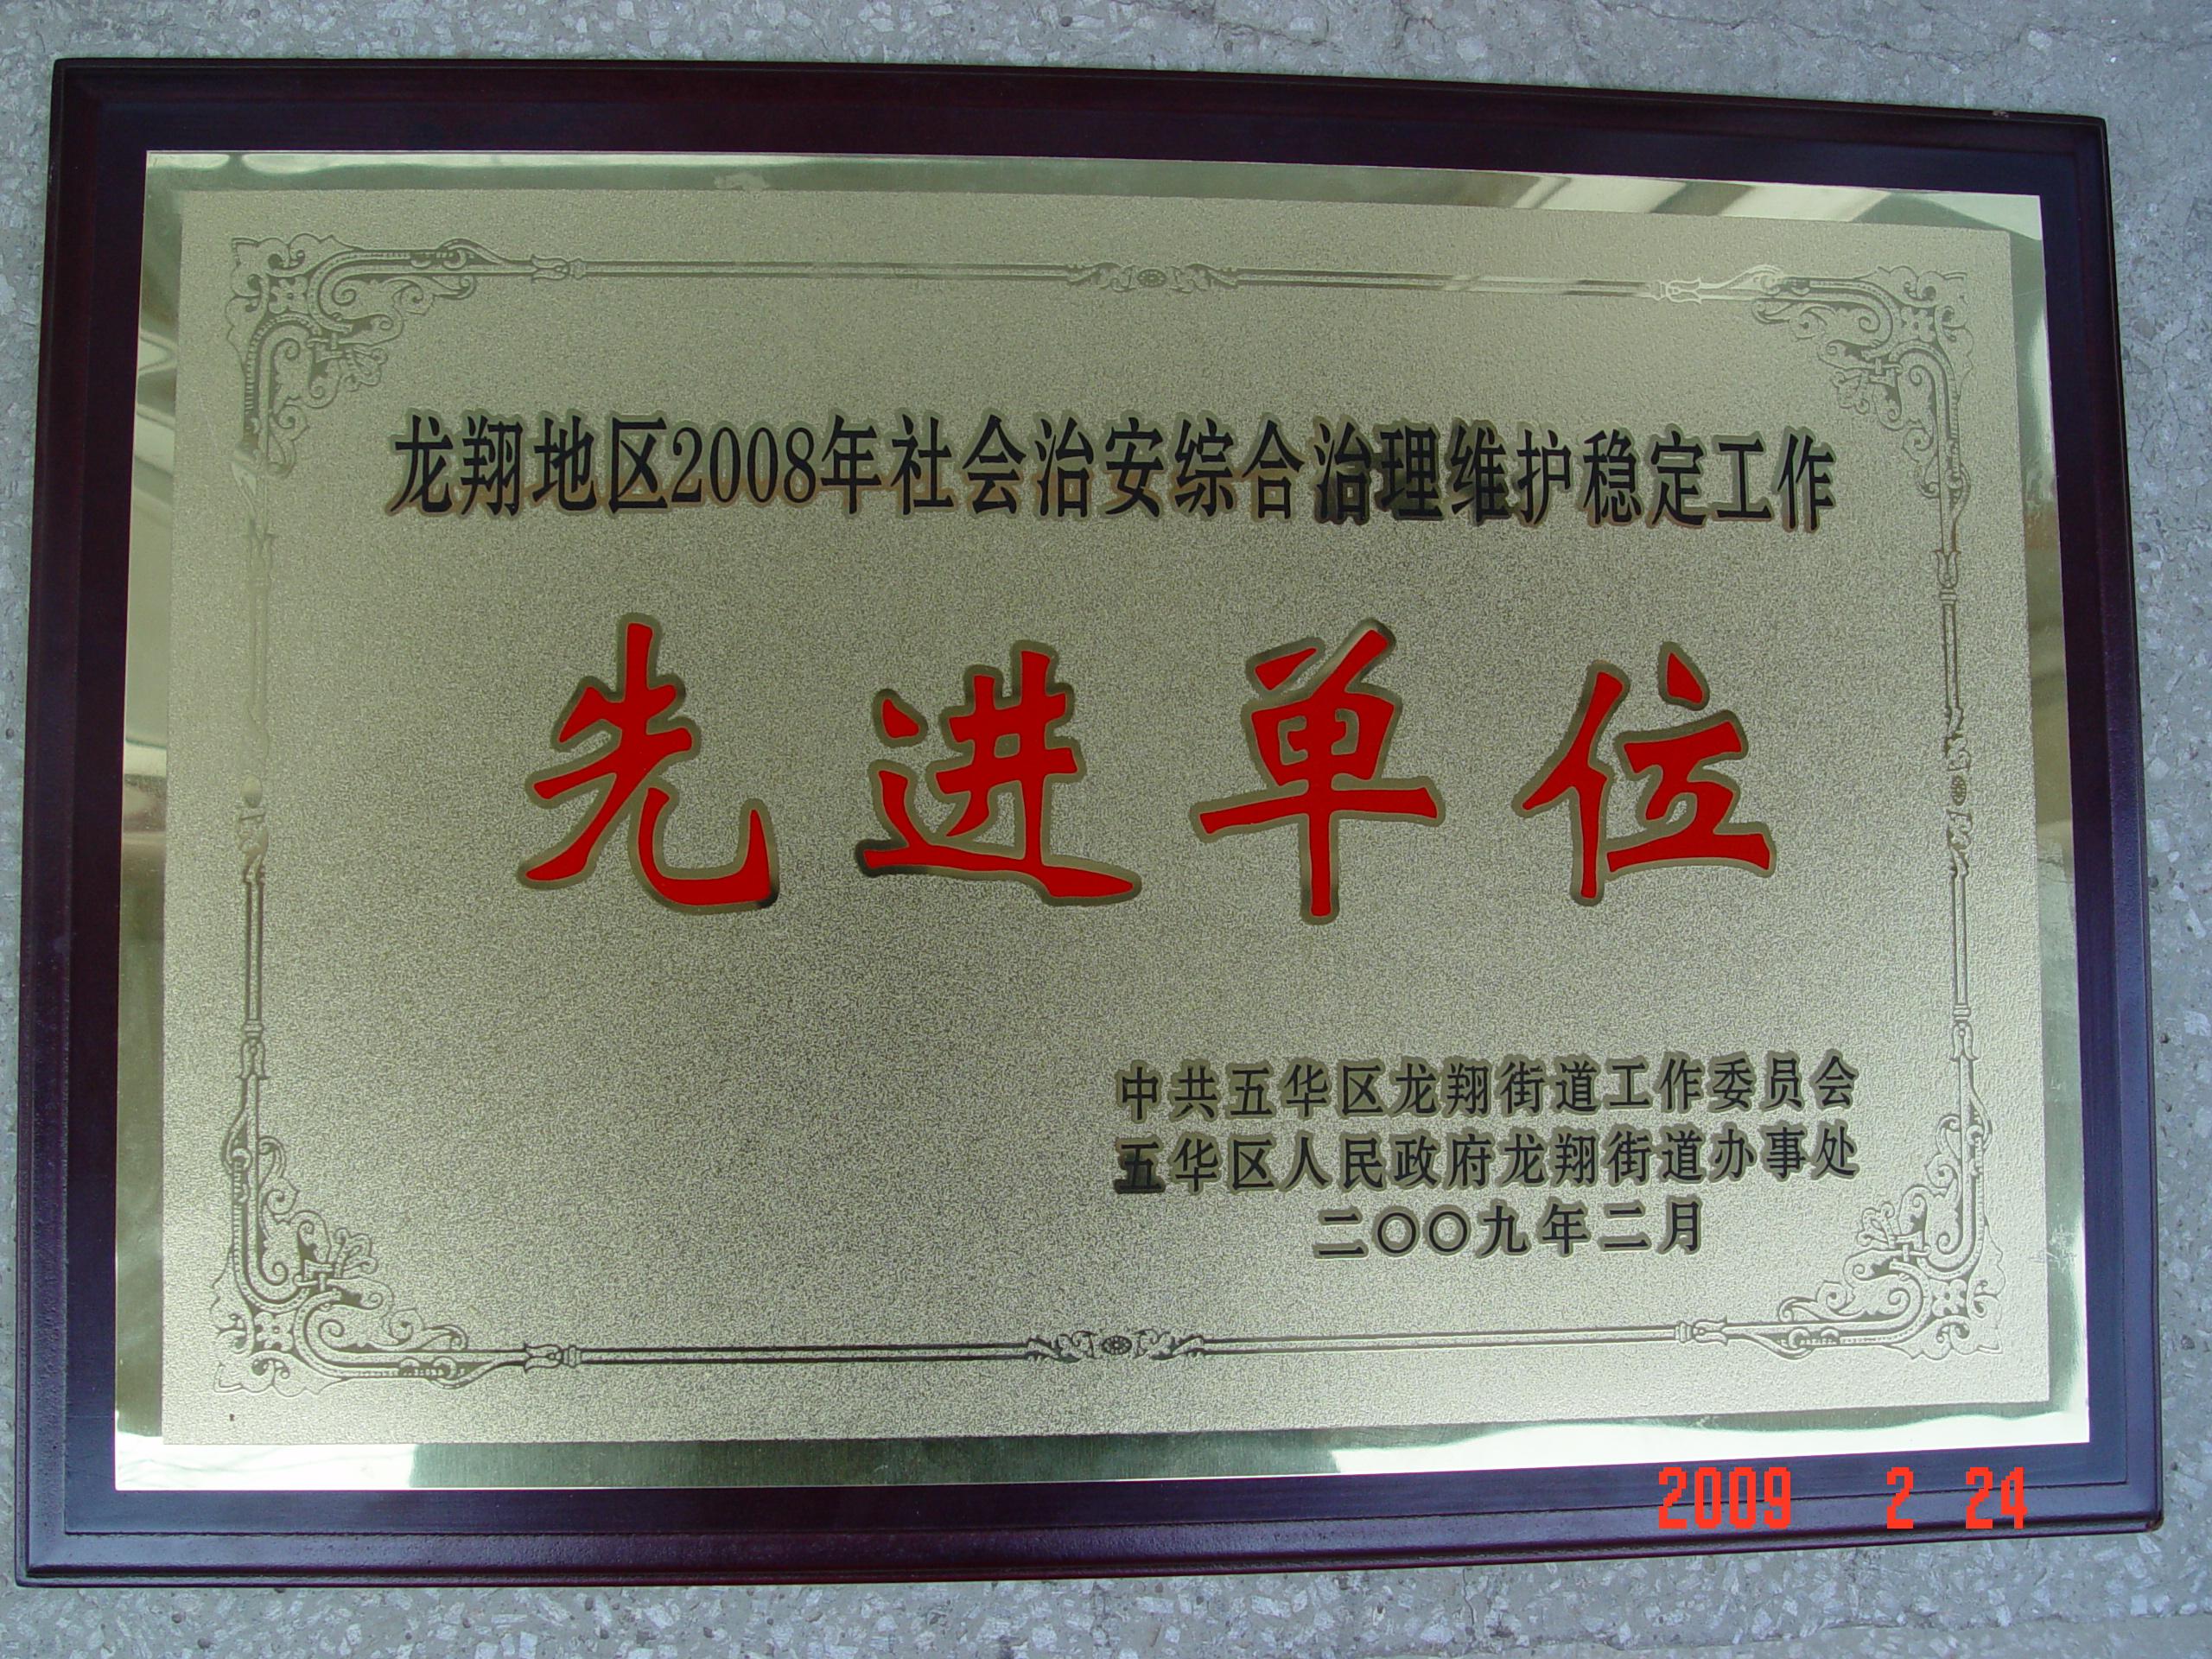 龙翔地区2008年社会治安综合治理维护稳定工作
先进单位
中共五华区龙翔街道工作委员会
五华区人民政府龙翔街道办事处
二〇〇九年二月
2009 2 24